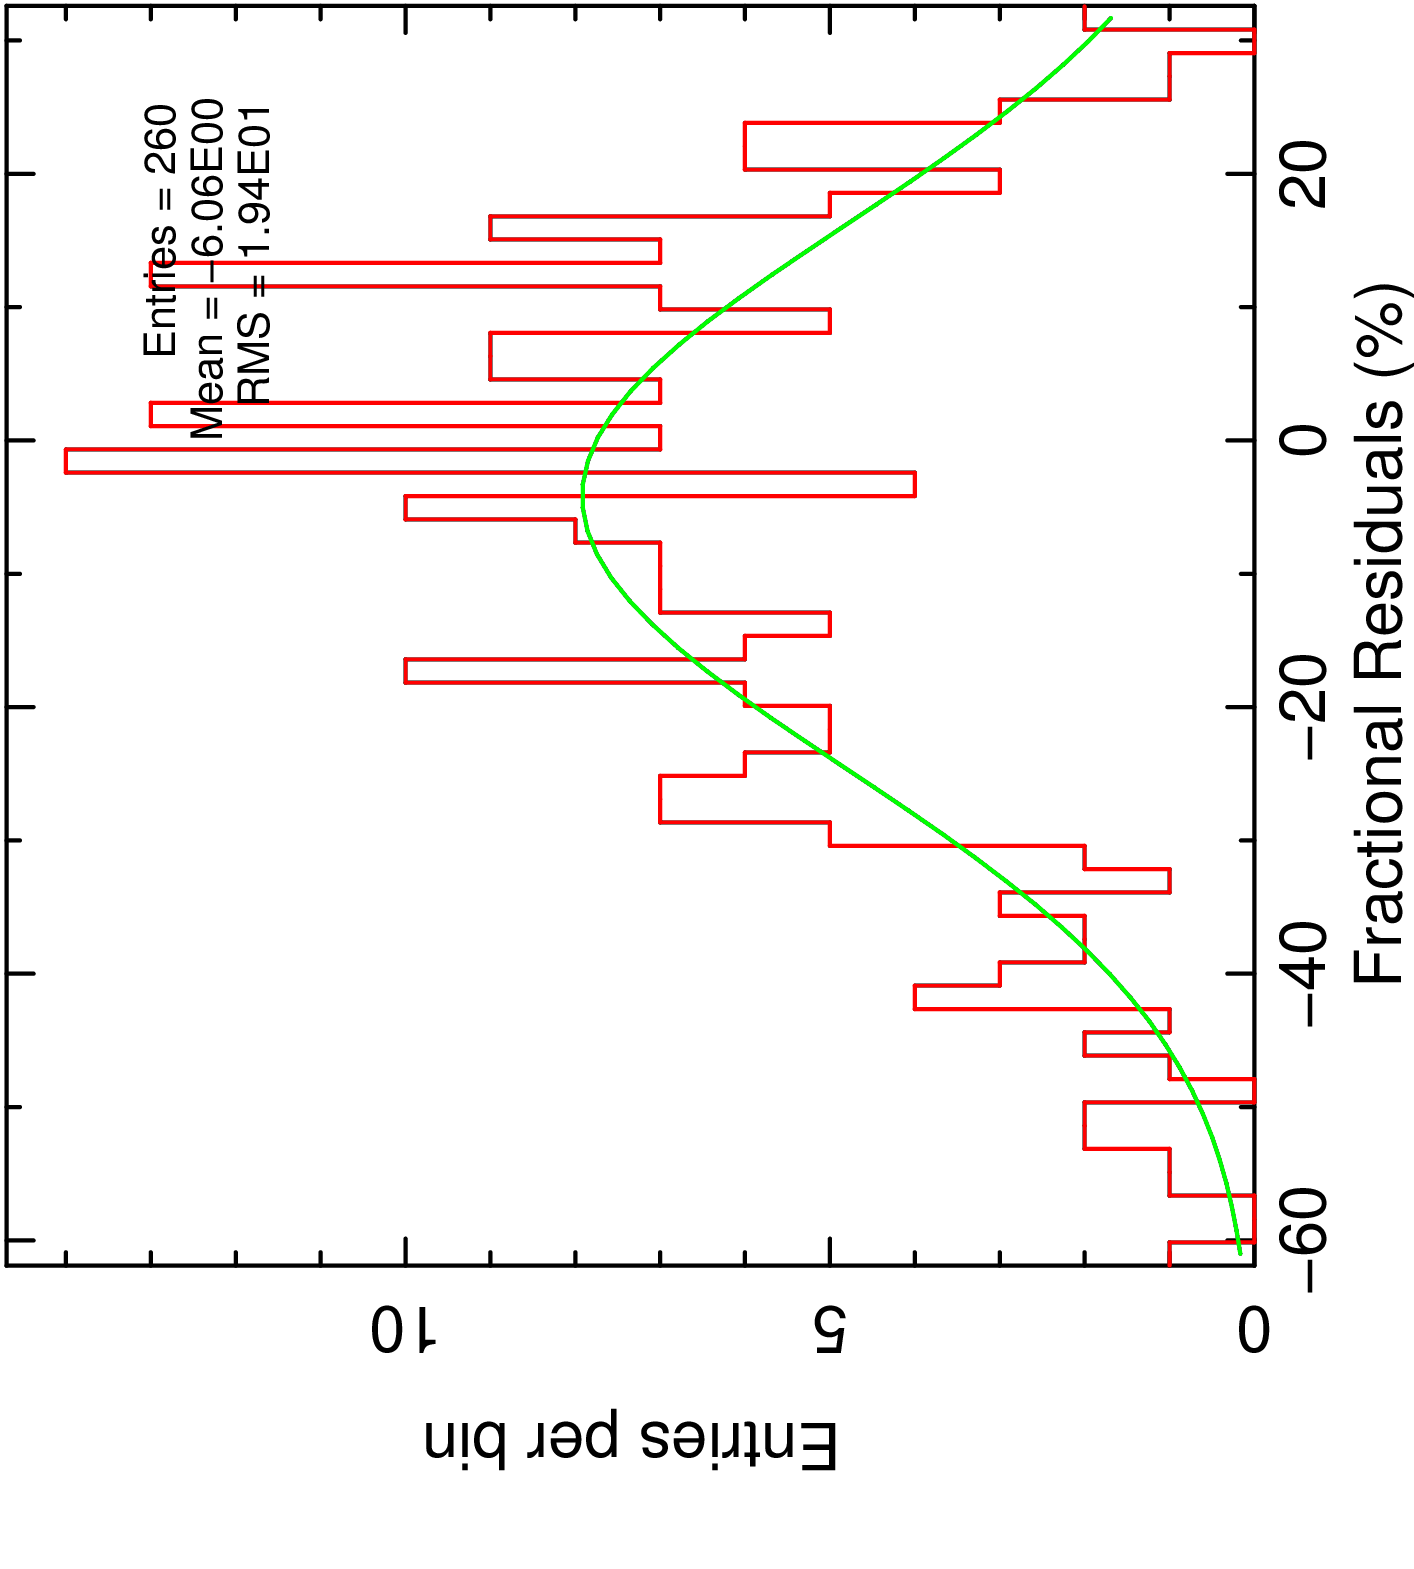 Entries = 260
Mean = −6.06E00
RMS = 1.94E01
10
5
0
Entries per bin
−60
−40
−20
0
20
Fractional Residuals (%)